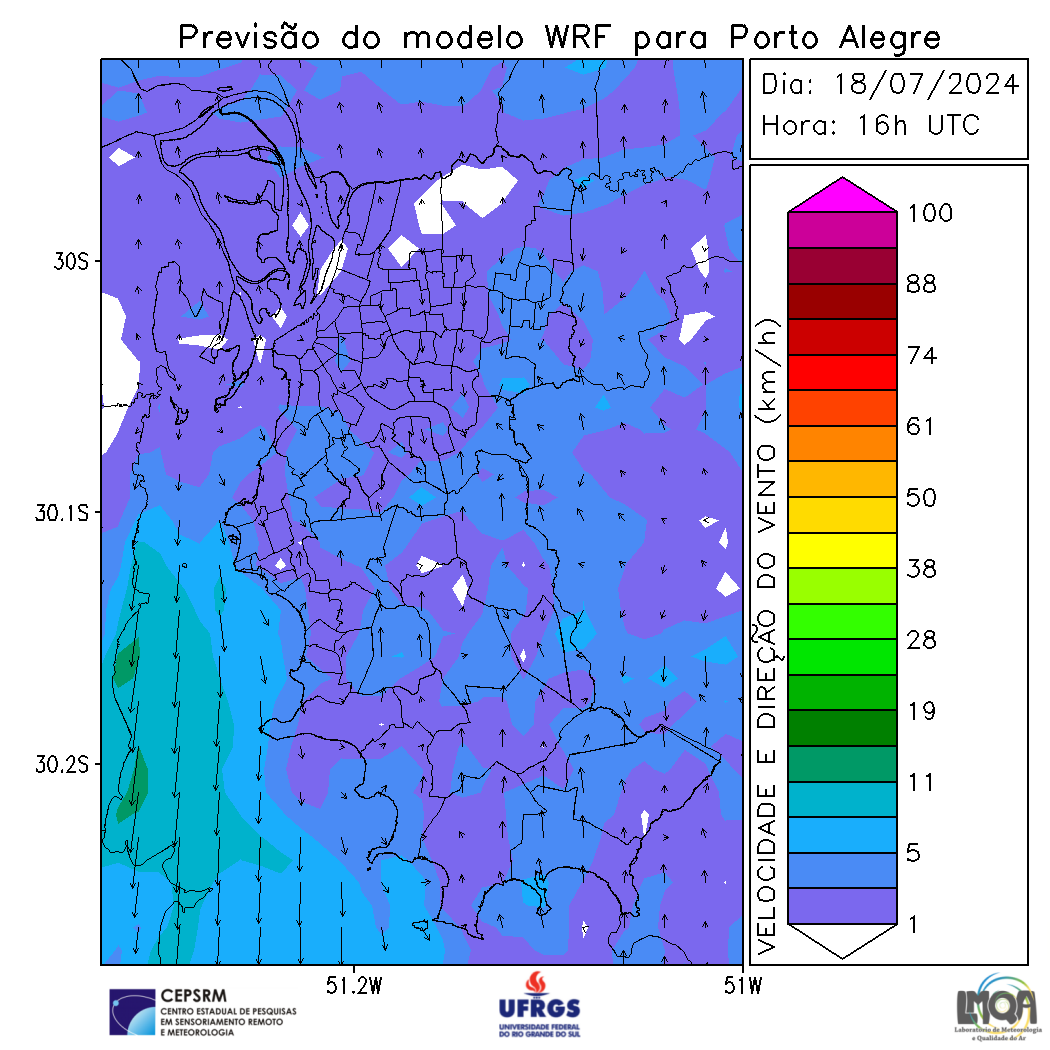 Previsão do modelo WRF para Porto Alegre
Dia: 18/07/2024
Hora: 16h UTC
30S
30.1S
30.2S
51.2W
51W
VELOCIDADE E DIREÇÃO DO VENTO (km/h)
100
88
74
61
50
38
28
19
11
5
1
CEPSRM
CENTRO ESTADUAL DE PESQUISAS
EM SENSORIAMENTO REMOTO
E METEOROLOGIA
UFRGS
UNIVERSIDADE FEDERAL
DO RIO GRANDE DO SUL
LMQA
Laboratório de Meteorologia
e Qualidade do Ar